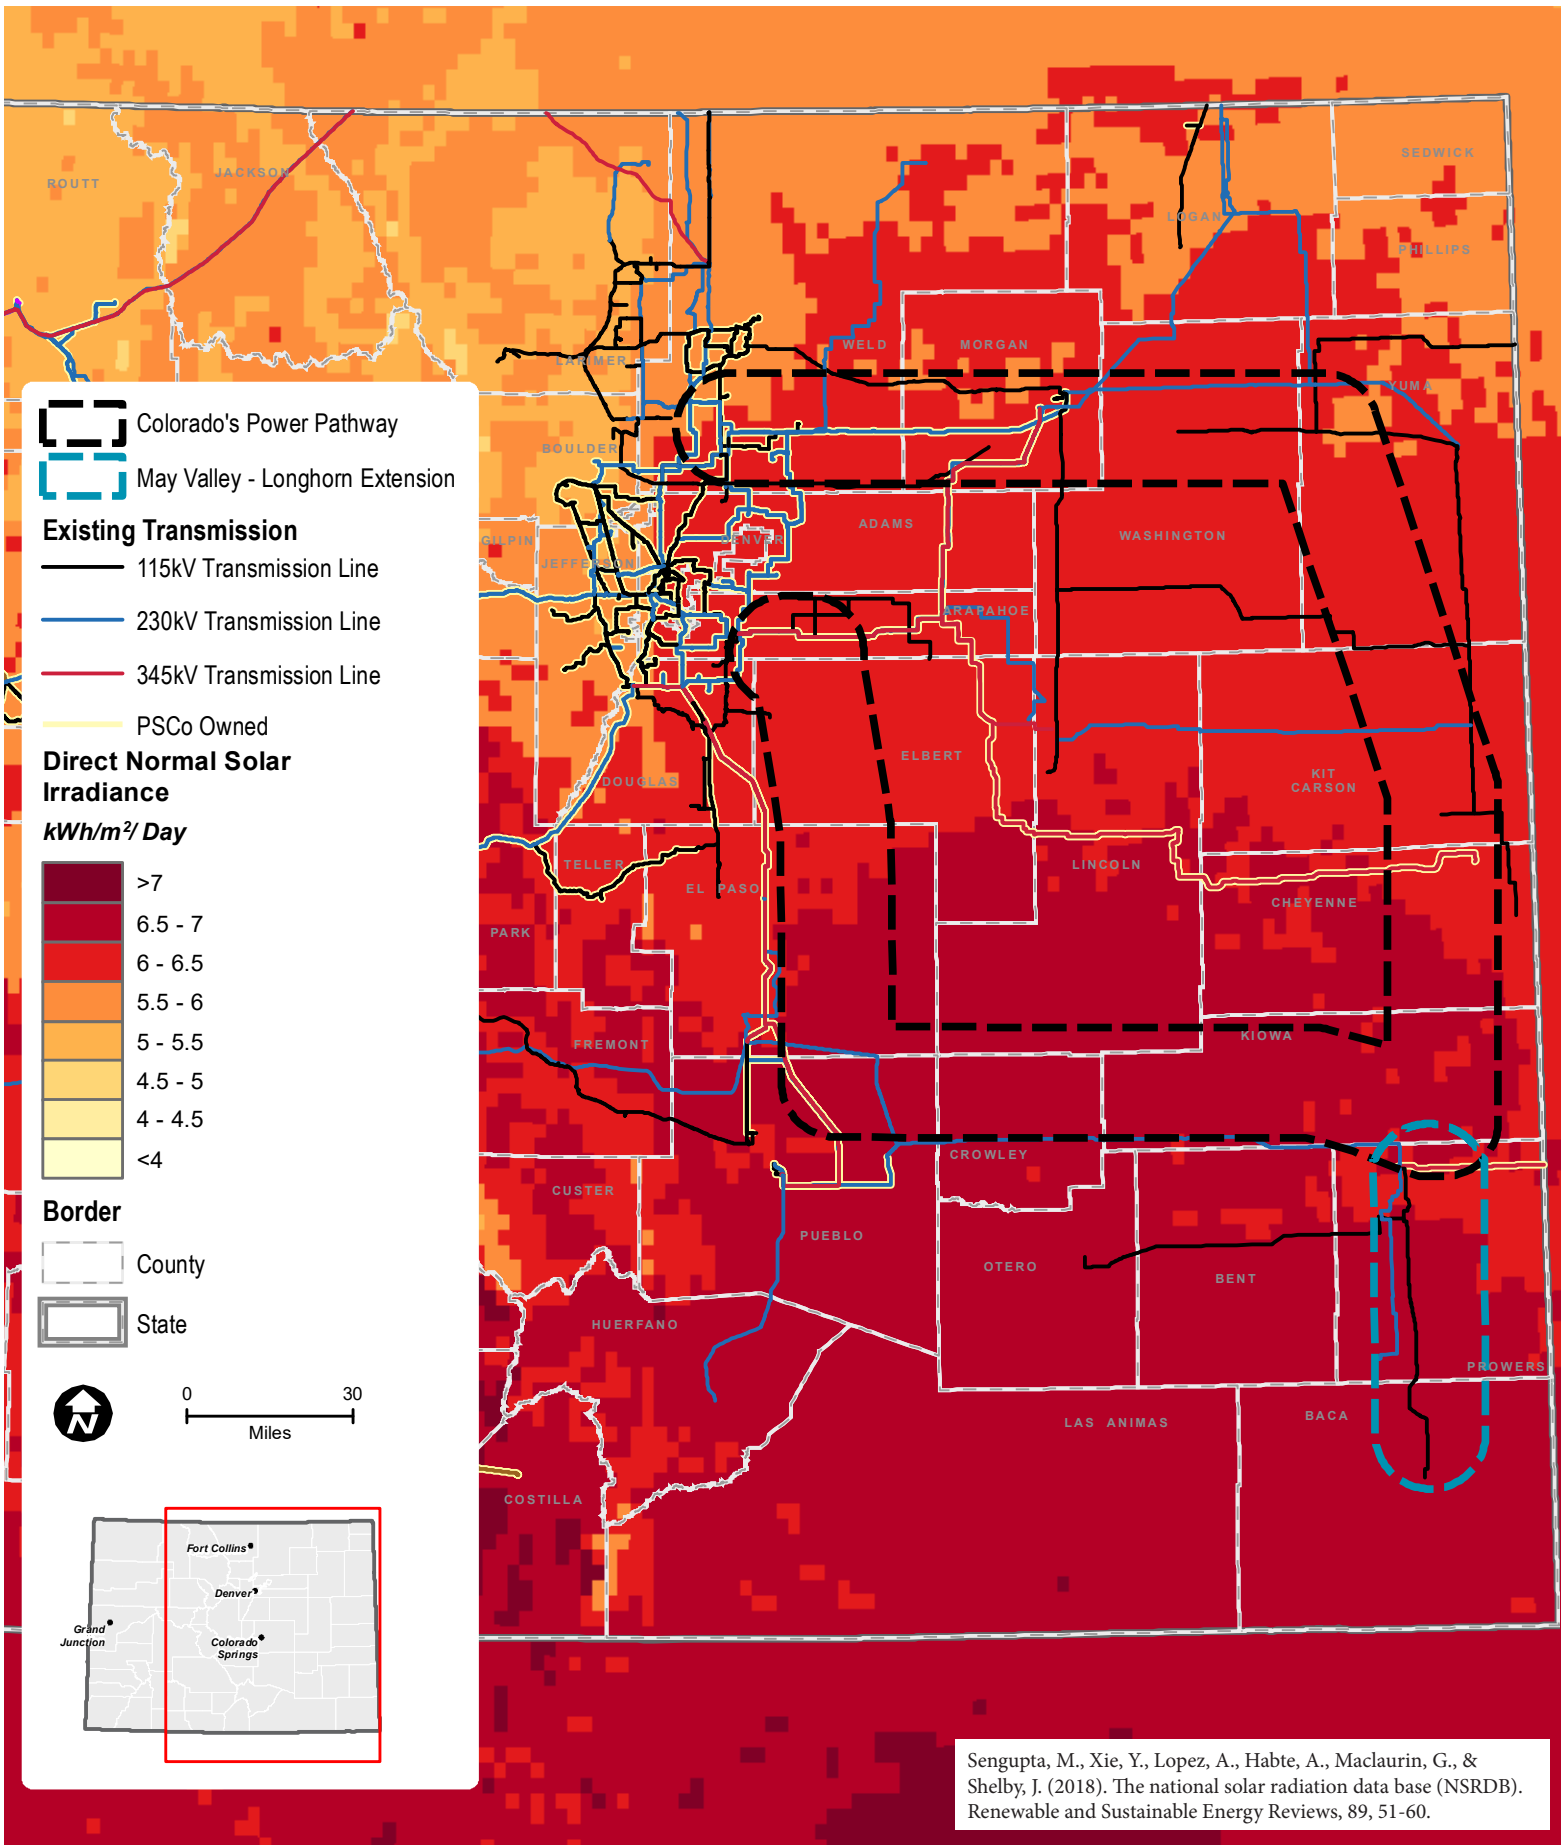 ROUTT
JACKSON
SEDWICK
LOGAN
PHILLIPS
LARIMER
WELD
MORGAN
YUMA
BOULDER
GILPIN
JEFFERSON
DENVER
ADAMS
WASHINGTON
ARAPAHOE
DOUGLAS
ELBERT
KIT
CARSON
TELLER
EL PASO
LINCOLN
CHEYENNE
PARK
FREMONT
KIOWA
CUSTER
CROWLEY
PUEBLO
OTERO
BENT
HUERFANO
PROWERS
LAS ANIMAS
BACA
COSTILLA
Colorado's Power Pathway
May Valley - Longhorn Extension
Existing Transmission
115kV Transmission Line
230kV Transmission Line
345kV Transmission Line
PSCo Owned
Direct Normal Solar
Irradiance
kWh/m²/ Day
>7
6.5 - 7
6 - 6.5
5.5 - 6
5 - 5.5
4.5 - 5
4 - 4.5
<4
Border
County
State
N
0 30
Miles
Fort Collins
Denver
Grand
Junction
Colorado
Springs
Sengupta, M., Xie, Y., Lopez, A., Habte, A., Maclaurin, G., &
Shelby, J. (2018). The national solar radiation data base (NSRDB).
Renewable and Sustainable Energy Reviews, 89, 51-60.